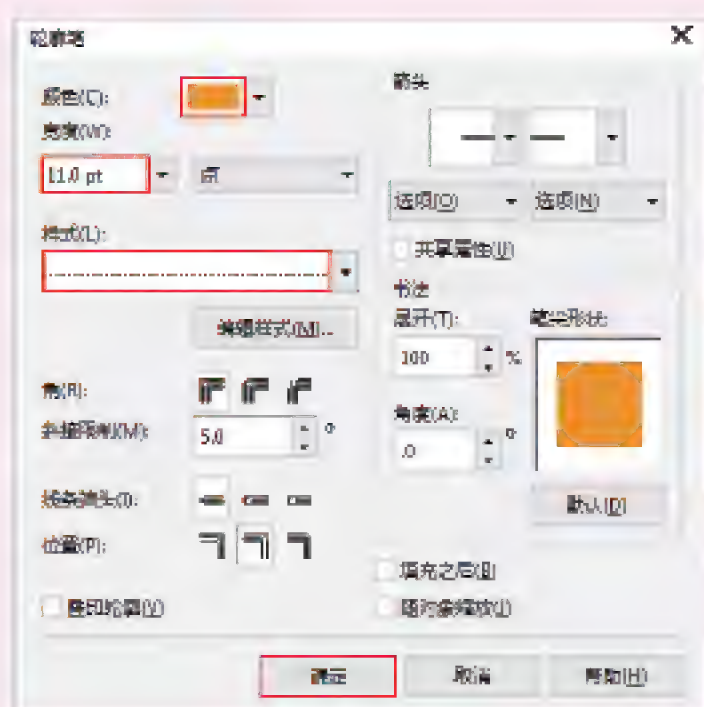 轮廓笔
颜色(C):
宽度(W):
11.0 pt
点
样式(L):
编辑样式(M)...
角(R):
斜接限制(M):
5.0
°
线条端头(T):
位置(P):
叠印轮廓(V)
箭头
选项(O)
选项(N)
共享属性(U)
书法
展开(T):
笔尖形状:
100
%
角度(A):
.0
°
默认(D)
填充之后(B)
随对象缩放(J)
确定
取消
帮助(H)